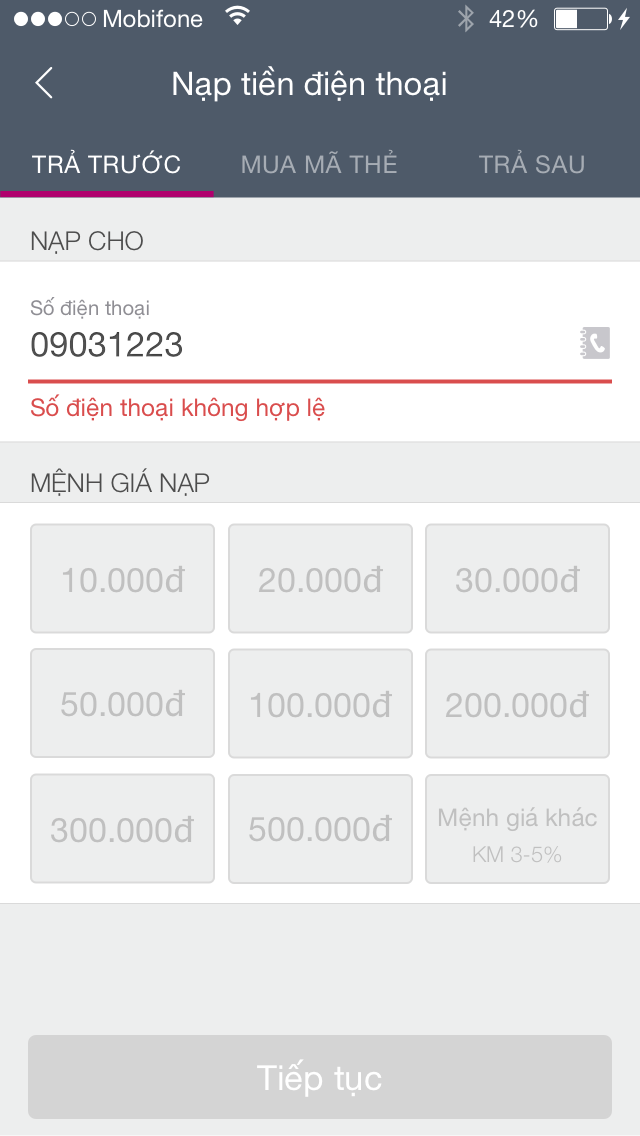 Mobifone 42%
Nạp tiền điện thoại
TRẢ TRƯỚC MUA MÃ THẺ TRẢ SAU
NẠP CHO
Số điện thoại
09031223
Số điện thoại không hợp lệ
MỆNH GIÁ NẠP
10.000đ 20.000đ 30.000đ
50.000đ 100.000đ 200.000đ
300.000đ 500.000đ Mệnh giá khác
KM 3-5%
Tiếp tục